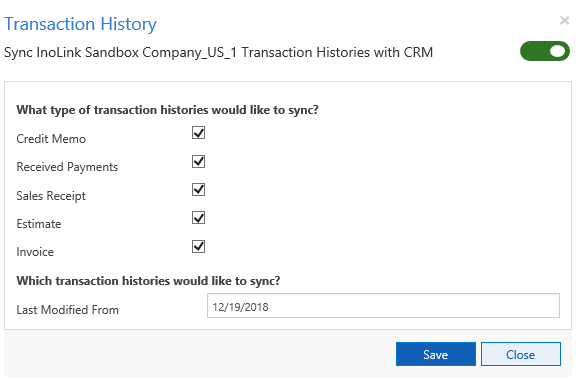 Transaction History
Sync InoLink Sandbox Company_US_1 Transaction Histories with CRM
What type of transaction histories would like to sync?
Credit Memo
Received Payments
Sales Receipt
Estimate
Invoice
Which transaction histories would like to sync?
Last Modified From 12/19/2018
Save Close